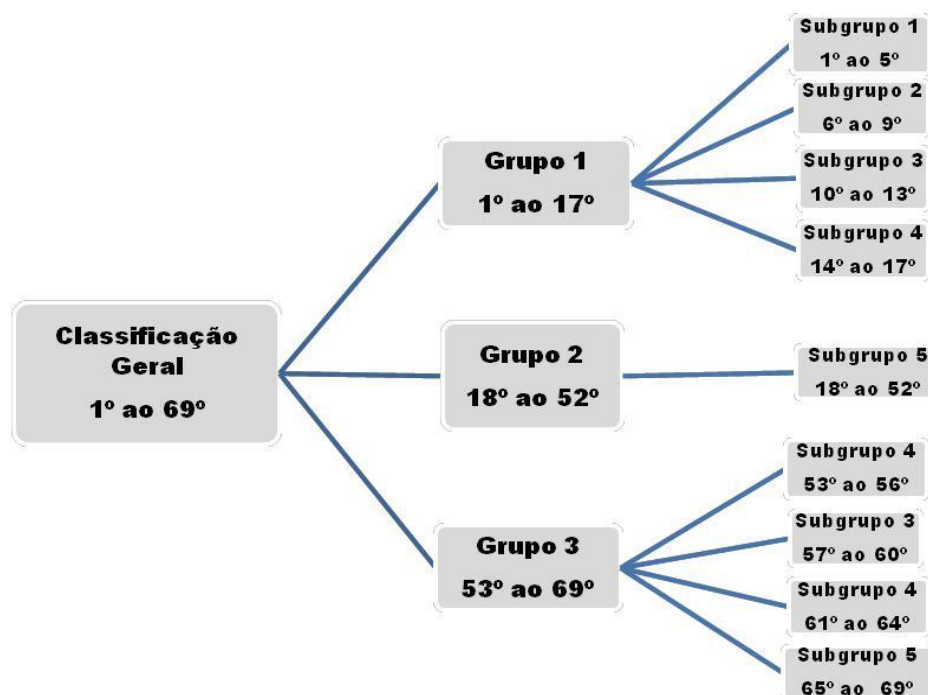 Classificação
Geral
1º ao 69º
Grupo 1
1º ao 17º
Subgrupo 1
1º ao 5º
Subgrupo 2
6º ao 9º
Subgrupo 3
10º ao 13º
Subgrupo 4
14º ao 17º
Grupo 2
18º ao 52º
Subgrupo 5
18º ao 52º
Grupo 3
53º ao 69º
Subgrupo 4
53º ao 56º
Subgrupo 3
57º ao 60º
Subgrupo 4
61º ao 64º
Subgrupo 5
65º ao 69º